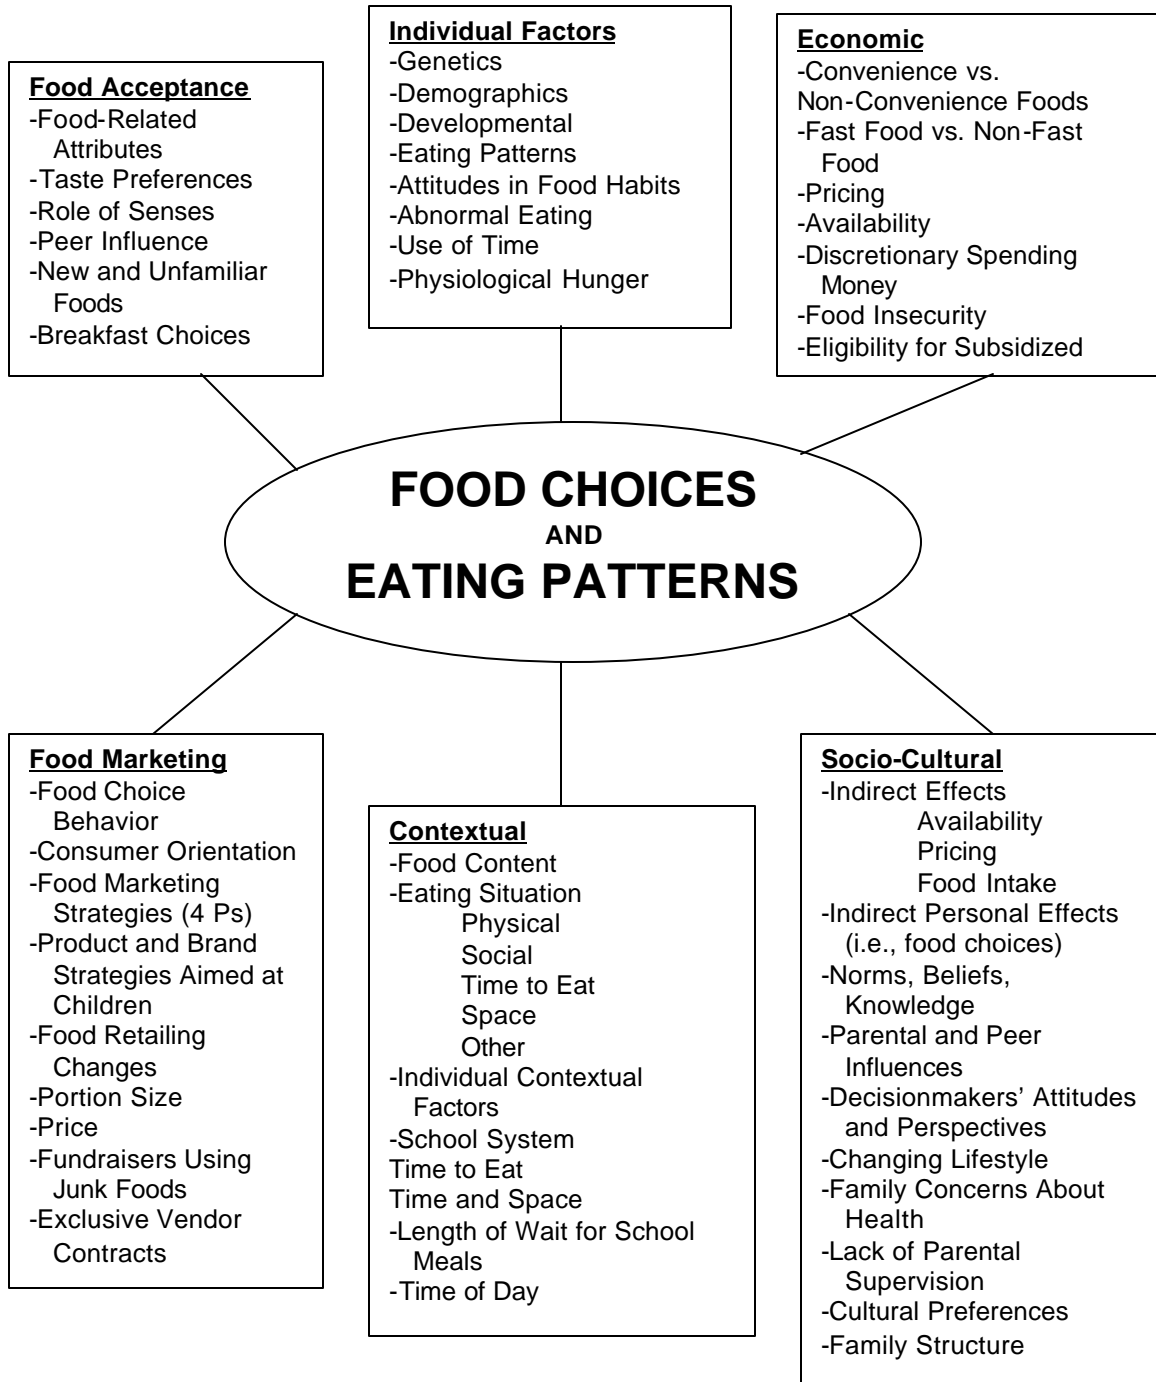 Food Acceptance
-Food-Related
Attributes
-Taste Preferences
-Role of Senses
-Peer Influence
-New and Unfamiliar
Foods
-Breakfast Choices
Individual Factors
-Genetics
-Demographics
-Developmental
-Eating Patterns
-Attitudes in Food Habits
-Abnormal Eating
-Use of Time
-Physiological Hunger
Economic
-Convenience vs.
Non-Convenience Foods
-Fast Food vs. Non-Fast
Food
-Pricing
-Availability
-Discretionary Spending
Money
-Food Insecurity
-Eligibility for Subsidized
FOOD CHOICES
AND
EATING PATTERNS
Food Marketing
-Food Choice
Behavior
-Consumer Orientation
-Food Marketing
Strategies (4 Ps)
-Product and Brand
Strategies Aimed at
Children
-Food Retailing
Changes
-Portion Size
-Price
-Fundraisers Using
Junk Foods
-Exclusive Vendor
Contracts
Contextual
-Food Content
-Eating Situation
Physical
Social
Time to Eat
Space
Other
-Individual Contextual
Factors
-School System
Time to Eat
Time and Space
-Length of Wait for School
Meals
-Time of Day
Socio-Cultural
-Indirect Effects
Availability
Pricing
Food Intake
-Indirect Personal Effects
(i.e., food choices)
-Norms, Beliefs,
Knowledge
-Parental and Peer
Influences
-Decisionmakers’ Attitudes
and Perspectives
-Changing Lifestyle
-Family Concerns About
Health
-Lack of Parental
Supervision
-Cultural Preferences
-Family Structure